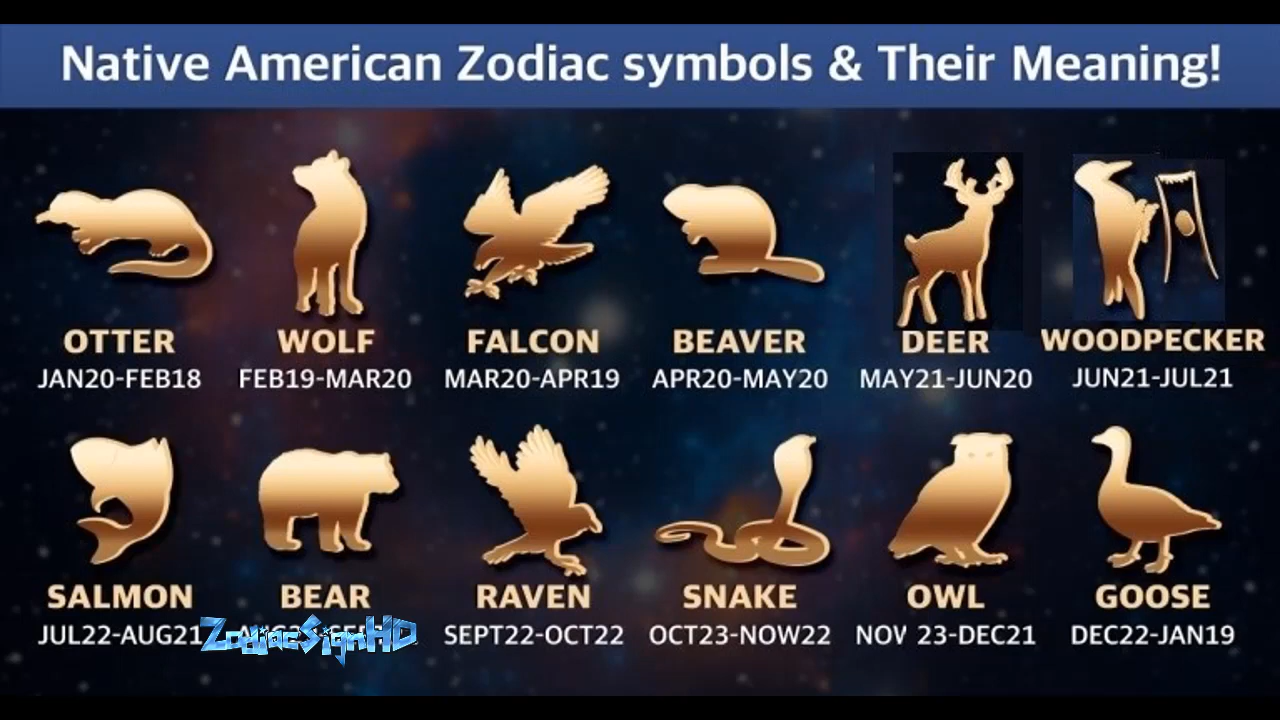 Native American Zodiac symbols & Their Meaning!
OTTER WOLF FALCON BEAVER DEER WOODPECKER
JAN20-FEB18 FEB19-MAR20 MAR20-APR19 APR20-MAY20 MAY21-JUN20 JUN21-JUL21
SALMON BEAR RAVEN SNAKE OWL GOOSE
JUL22-AUG21 ZodiacSignHD SEPT22-OCT22 OCT23-NOW22 NOV 23-DEC21 DEC22-JAN19